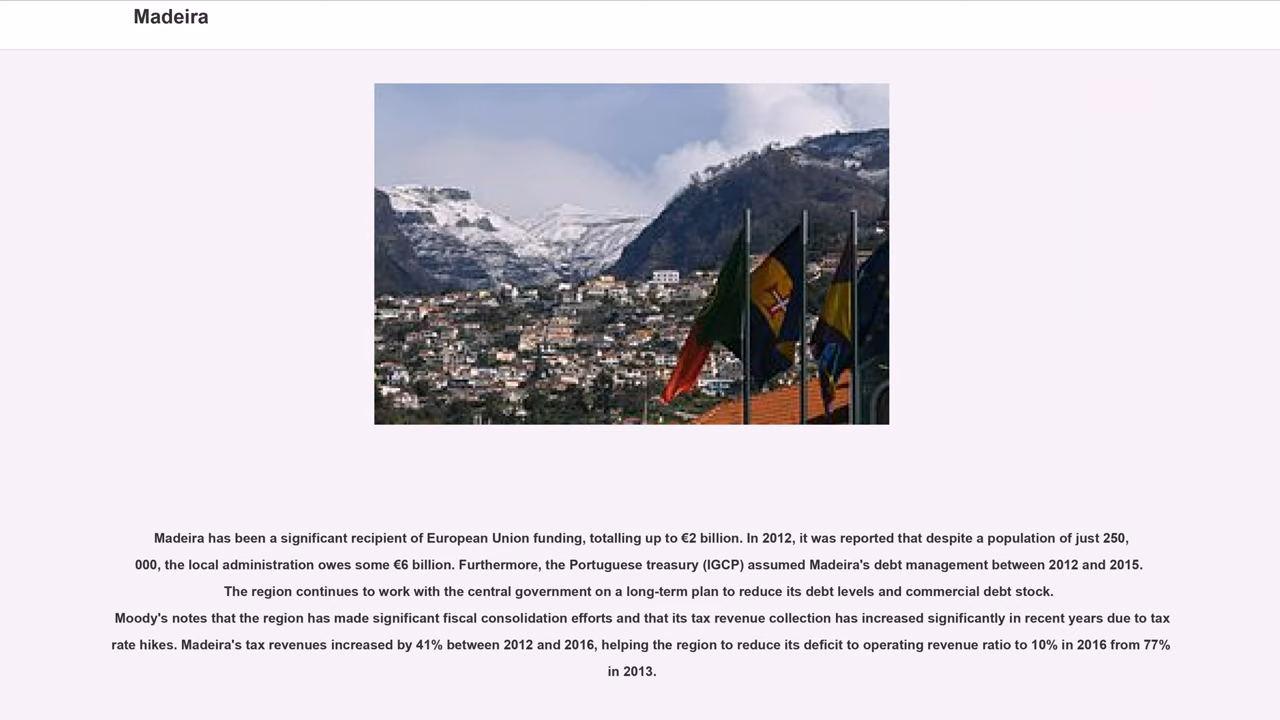 Madeira
Madeira has been a significant recipient of European Union funding, totalling up to €2 billion. In 2012, it was reported that despite a population of just 250,
000, the local administration owes some €6 billion. Furthermore, the Portuguese treasury (IGCP) assumed Madeira's debt management between 2012 and 2015.
The region continues to work with the central government on a long-term plan to reduce its debt levels and commercial debt stock.
Moody's notes that the region has made significant fiscal consolidation efforts and that its tax revenue collection has increased significantly in recent years due to tax
rate hikes. Madeira's tax revenues increased by 41% between 2012 and 2016, helping the region to reduce its deficit to operating revenue ratio to 10% in 2016 from 77%
in 2013.